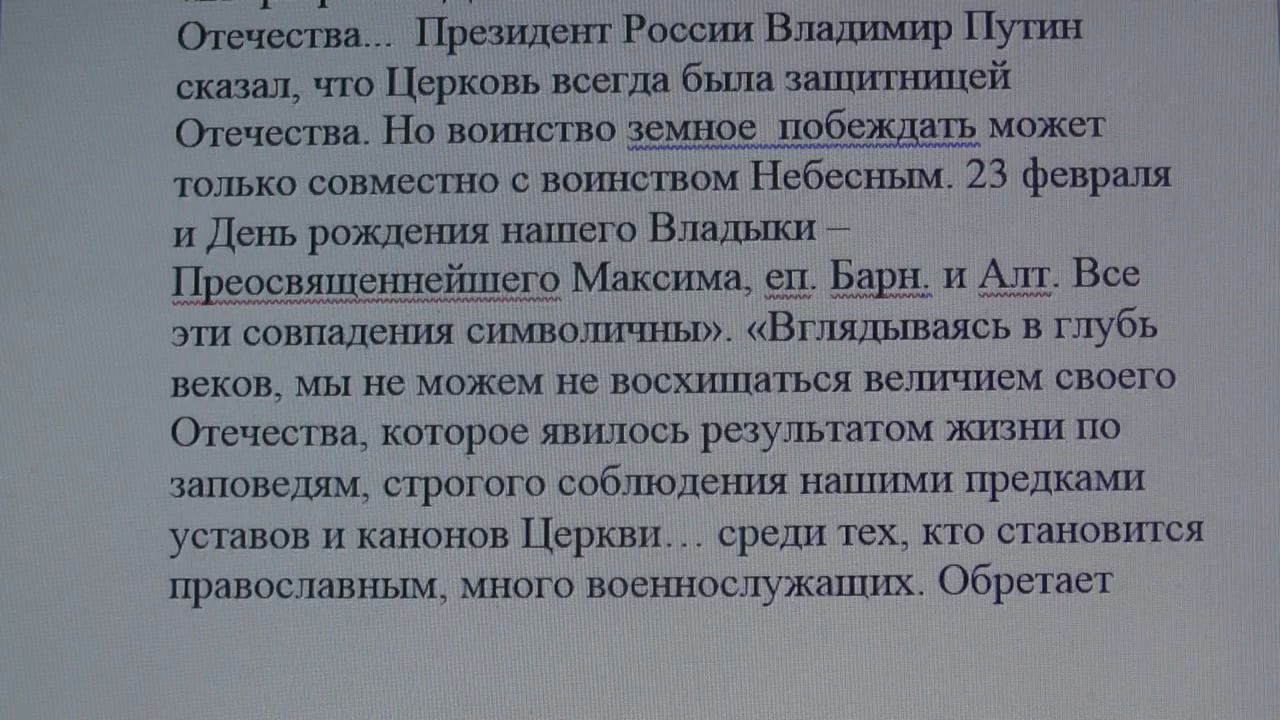 Отечества... Президент России Владимир Путин
сказал, что Церковь всегда была защитницей
Отечества. Но воинство земное  побеждать может
только совместно с воинством Небесным. 23 февраля
и День рождения нашего Владыки –
Преосвященнейшего Максима, еп. Барн. и Алт. Все
эти совпадения символичны». «Вглядываясь в глубь
веков, мы не можем не восхищаться величием своего
Отечества, которое явилось результатом жизни по
заповедям, строгого соблюдения нашими предками
уставов и канонов Церкви… среди тех, кто становится
православным, много военнослужащих. Обретает